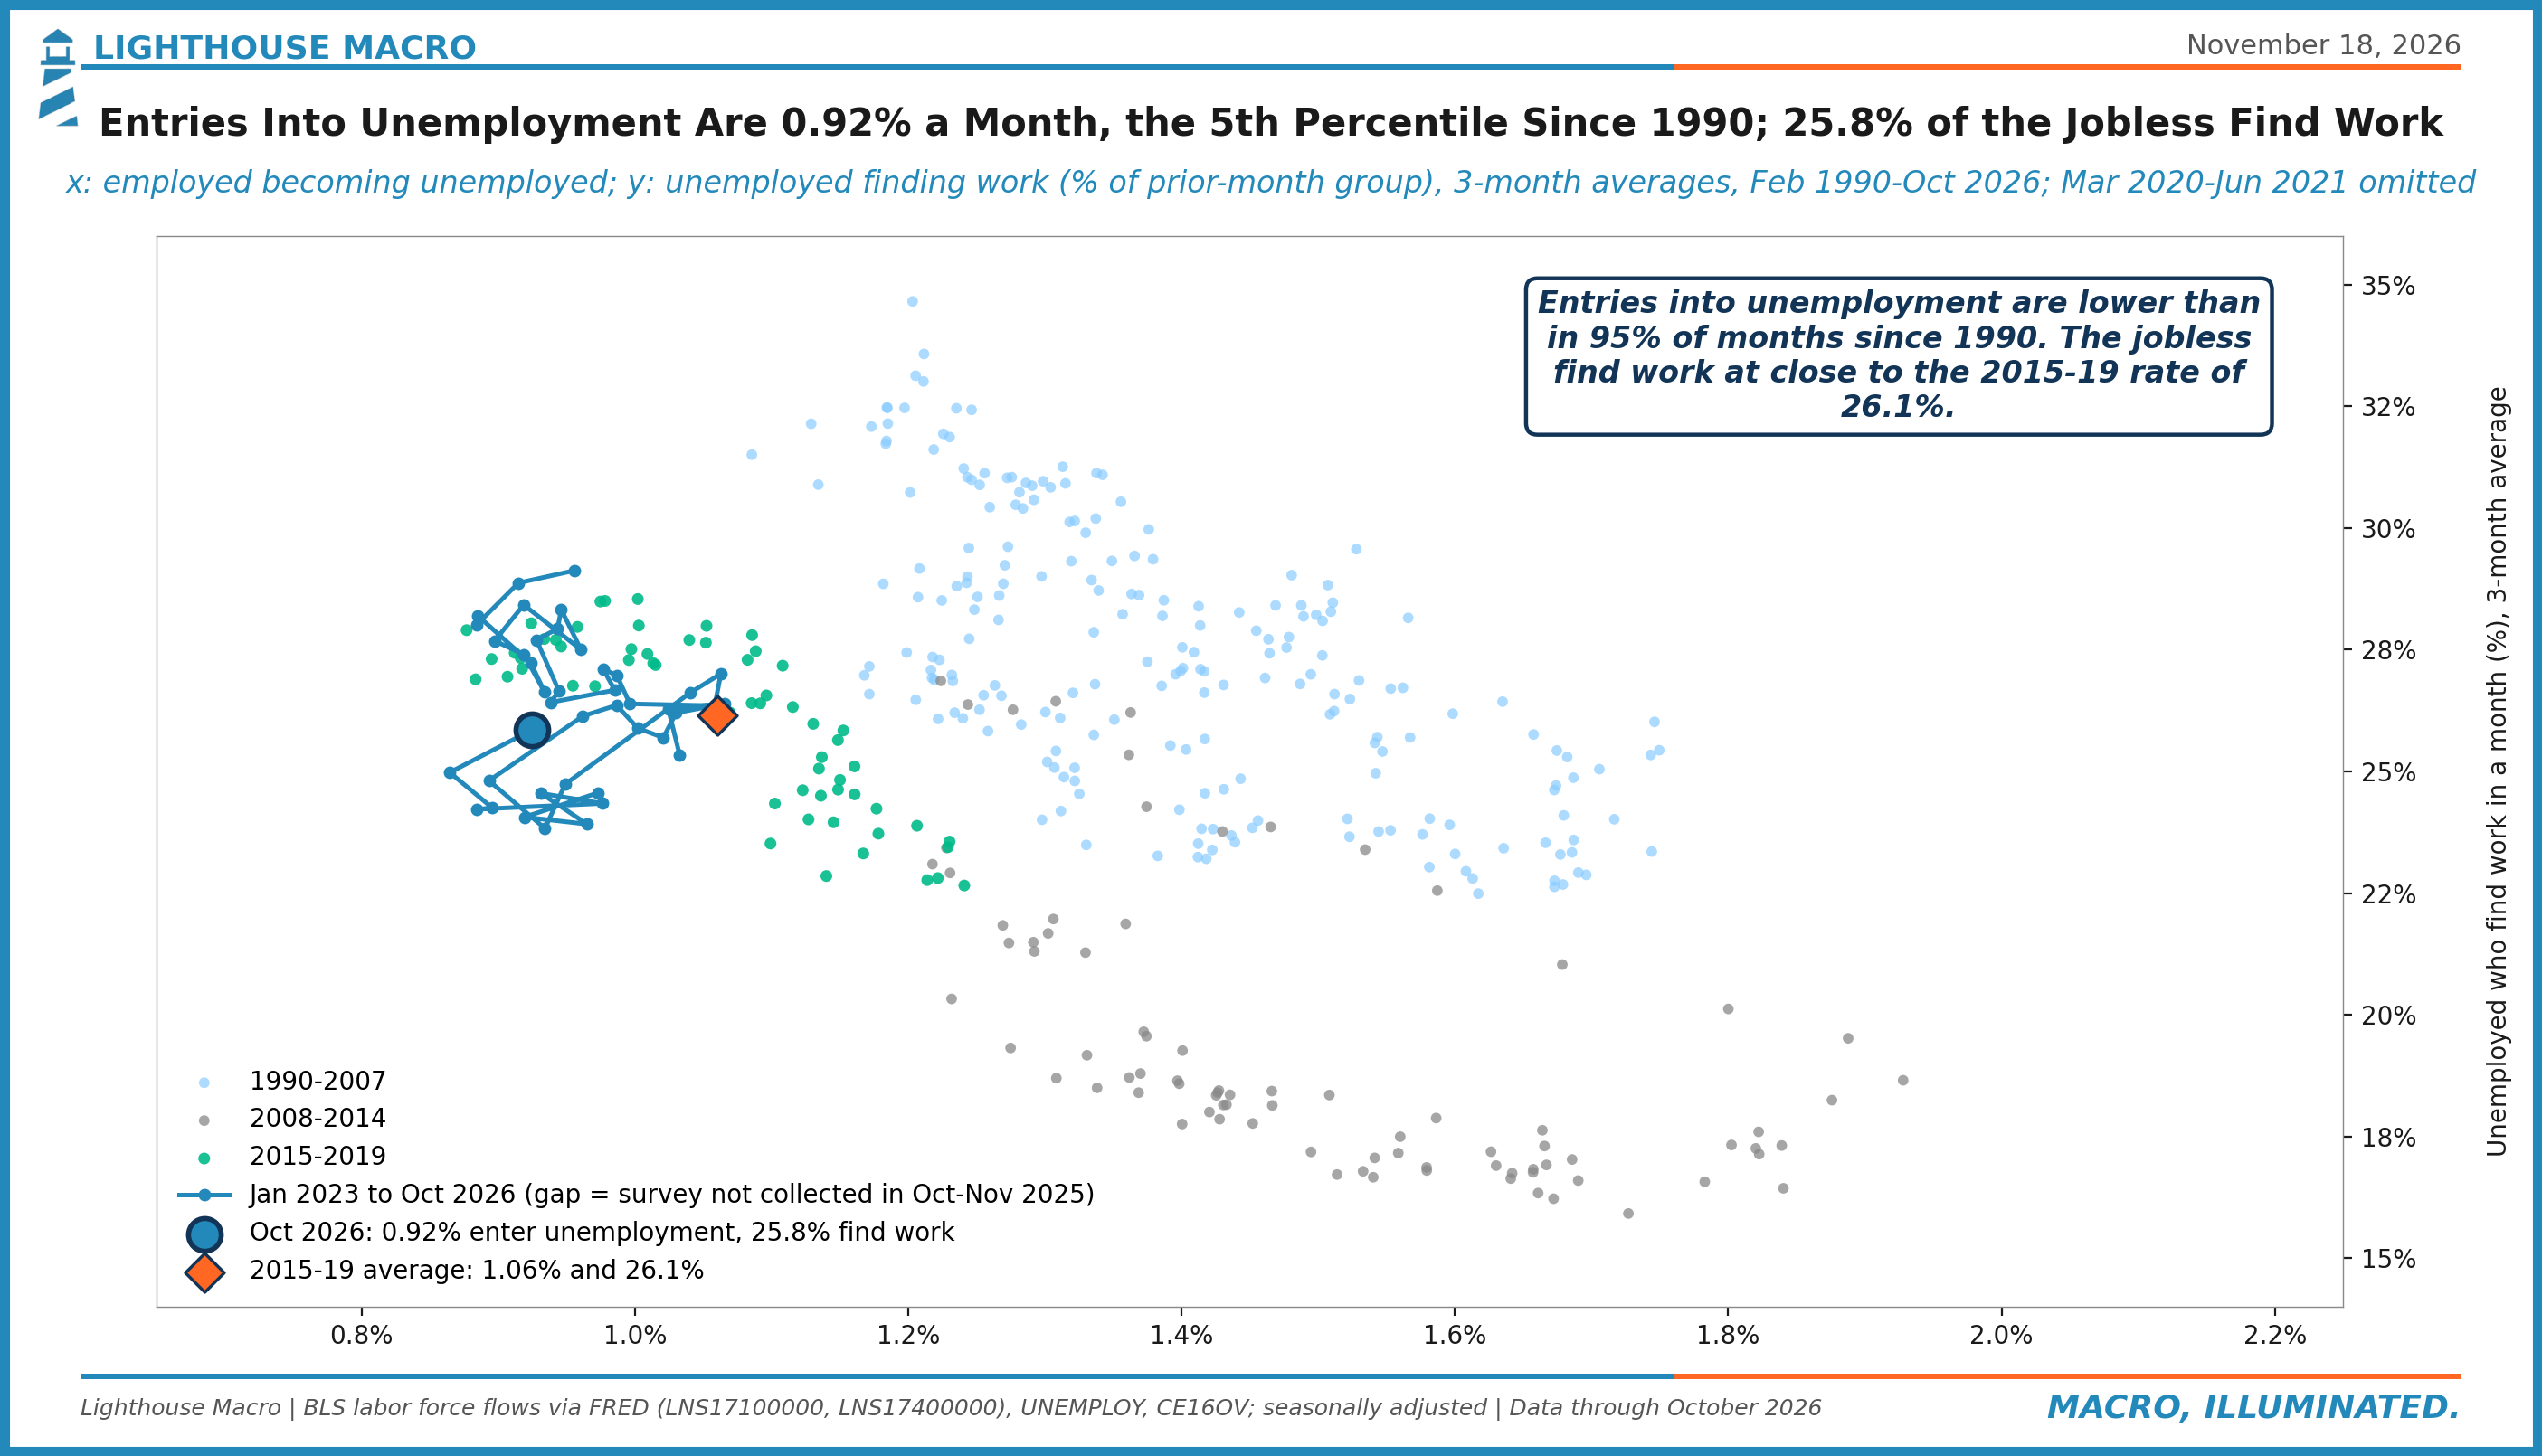 LIGHTHOUSE MACRO
November 18, 2026
Entries Into Unemployment Are 0.92% a Month, the 5th Percentile Since 1990; 25.8% of the Jobless Find Work
x: employed becoming unemployed; y: unemployed finding work (% of prior-month group), 3-month averages, Feb 1990-Oct 2026; Mar 2020-Jun 2021 omitted
Entries into unemployment are lower than
in 95% of months since 1990. The jobless
find work at close to the 2015-19 rate of
26.1%.
35%
32%
30%
28%
25%
22%
20%
18%
15%
Unemployed who find work in a month (%), 3-month average
1990-2007
2008-2014
2015-2019
Jan 2023 to Oct 2026 (gap = survey not collected in Oct-Nov 2025)
Oct 2026: 0.92% enter unemployment, 25.8% find work
2015-19 average: 1.06% and 26.1%
0.8%
1.0%
1.2%
1.4%
1.6%
1.8%
2.0%
2.2%
Lighthouse Macro | BLS labor force flows via FRED (LNS17100000, LNS17400000), UNEMPLOY, CE16OV; seasonally adjusted | Data through October 2026
MACRO, ILLUMINATED.